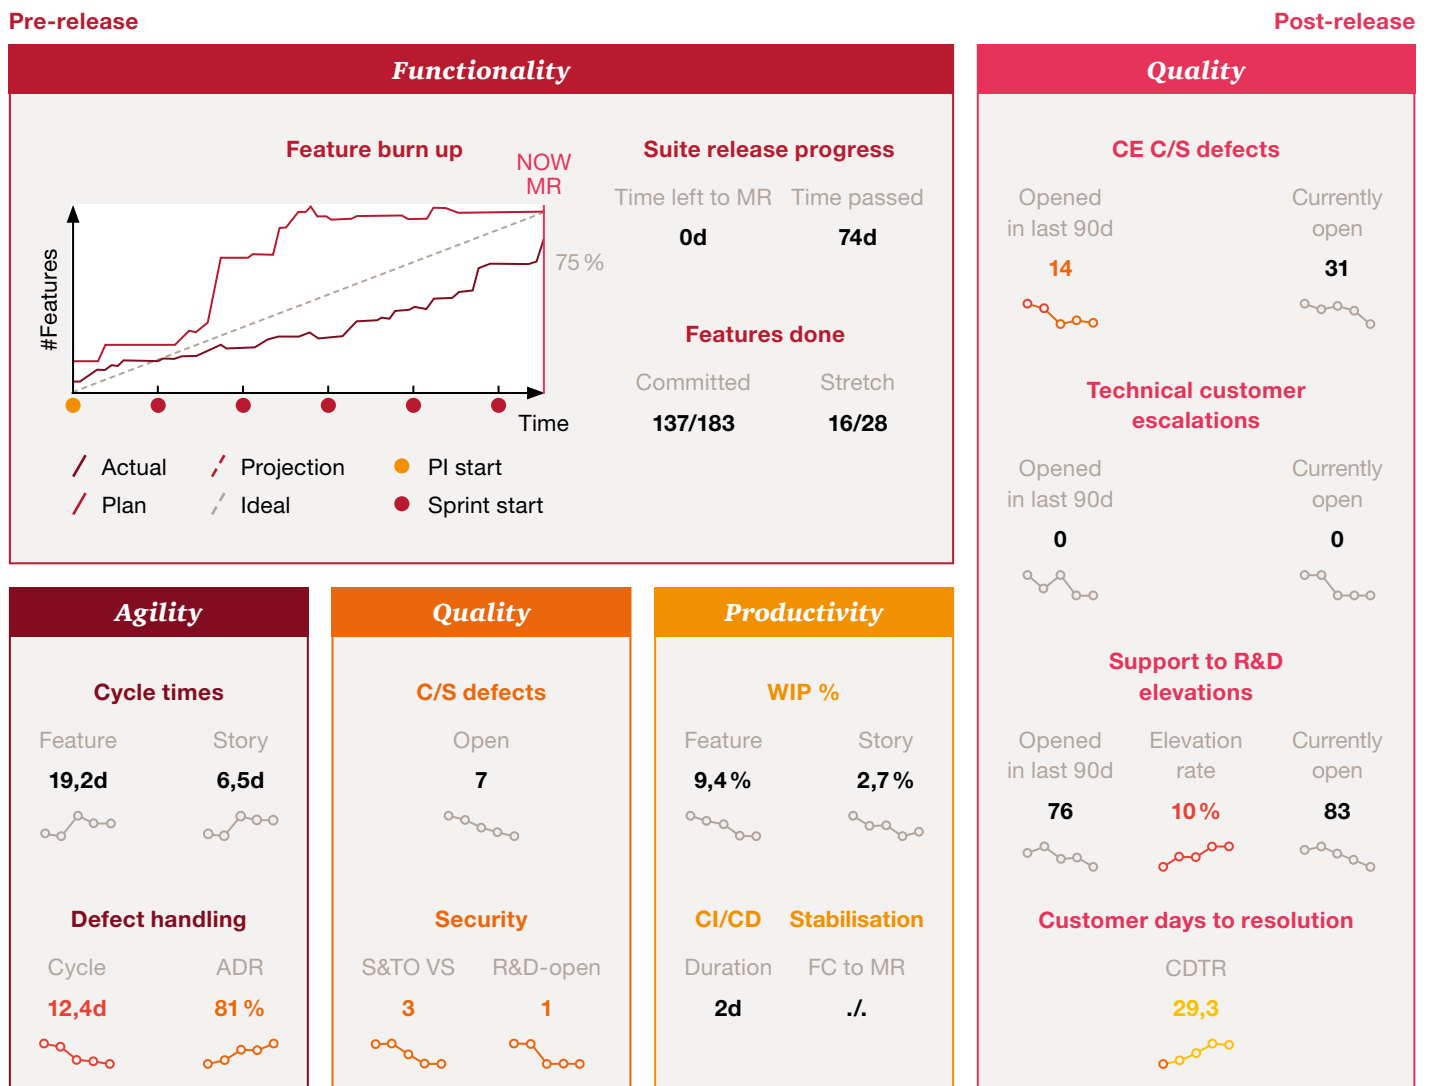 Pre-release
Post-release
Functionality
Feature burn up
NOW
MR
#Features
75 %
Time
Actual
Projection
PI start
Plan
Ideal
Sprint start
Suite release progress
Time left to MR
Time passed
0d
74d
Features done
Committed
Stretch
137/183
16/28
Agility
Cycle times
Feature
Story
19,2d
6,5d
Defect handling
Cycle
ADR
12,4d
81 %
Quality
C/S defects
Open
7
Security
S&TO VS
R&D-open
3
1
Productivity
WIP %
Feature
Story
9,4 %
2,7 %
CI/CD
Stabilisation
Duration
FC to MR
2d
./.
Quality
CE C/S defects
Opened
in last 90d
Currently
open
14
31
Technical customer
escalations
Opened
in last 90d
Currently
open
0
0
Support to R&D
elevations
Opened
in last 90d
Elevation
rate
Currently
open
76
10 %
83
Customer days to resolution
CDTR
29,3